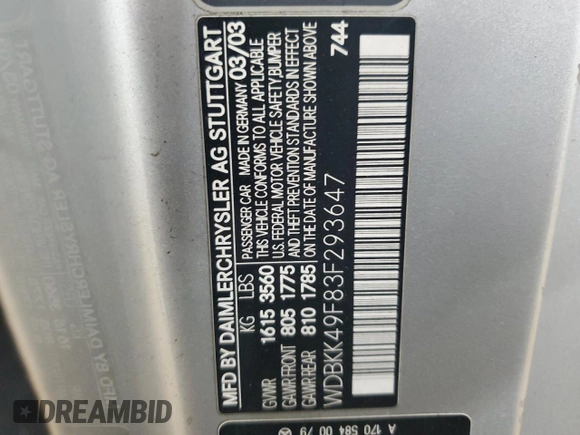 MFD BY DAIMLERCHRYSLER AG STUTTGART
KG LBS PASSENGER CAR MADE IN GERMANY 03/03
GVWR 1615 3560 THIS VEHICLE CONFORMS TO ALL APPLICABLE
U.S. FEDERAL MOTOR VEHICLE SAFETY, BUMPER
GAWR FRONT 805 1775 AND THEFT PREVENTION STANDARDS IN EFFECT
GAWR REAR 810 1785 ON THE DATE OF MANUFACTURE SHOWN ABOVE
WDBKK49F83F293647 744
A 170 584 00 79
DREAMBID
dreambid.com